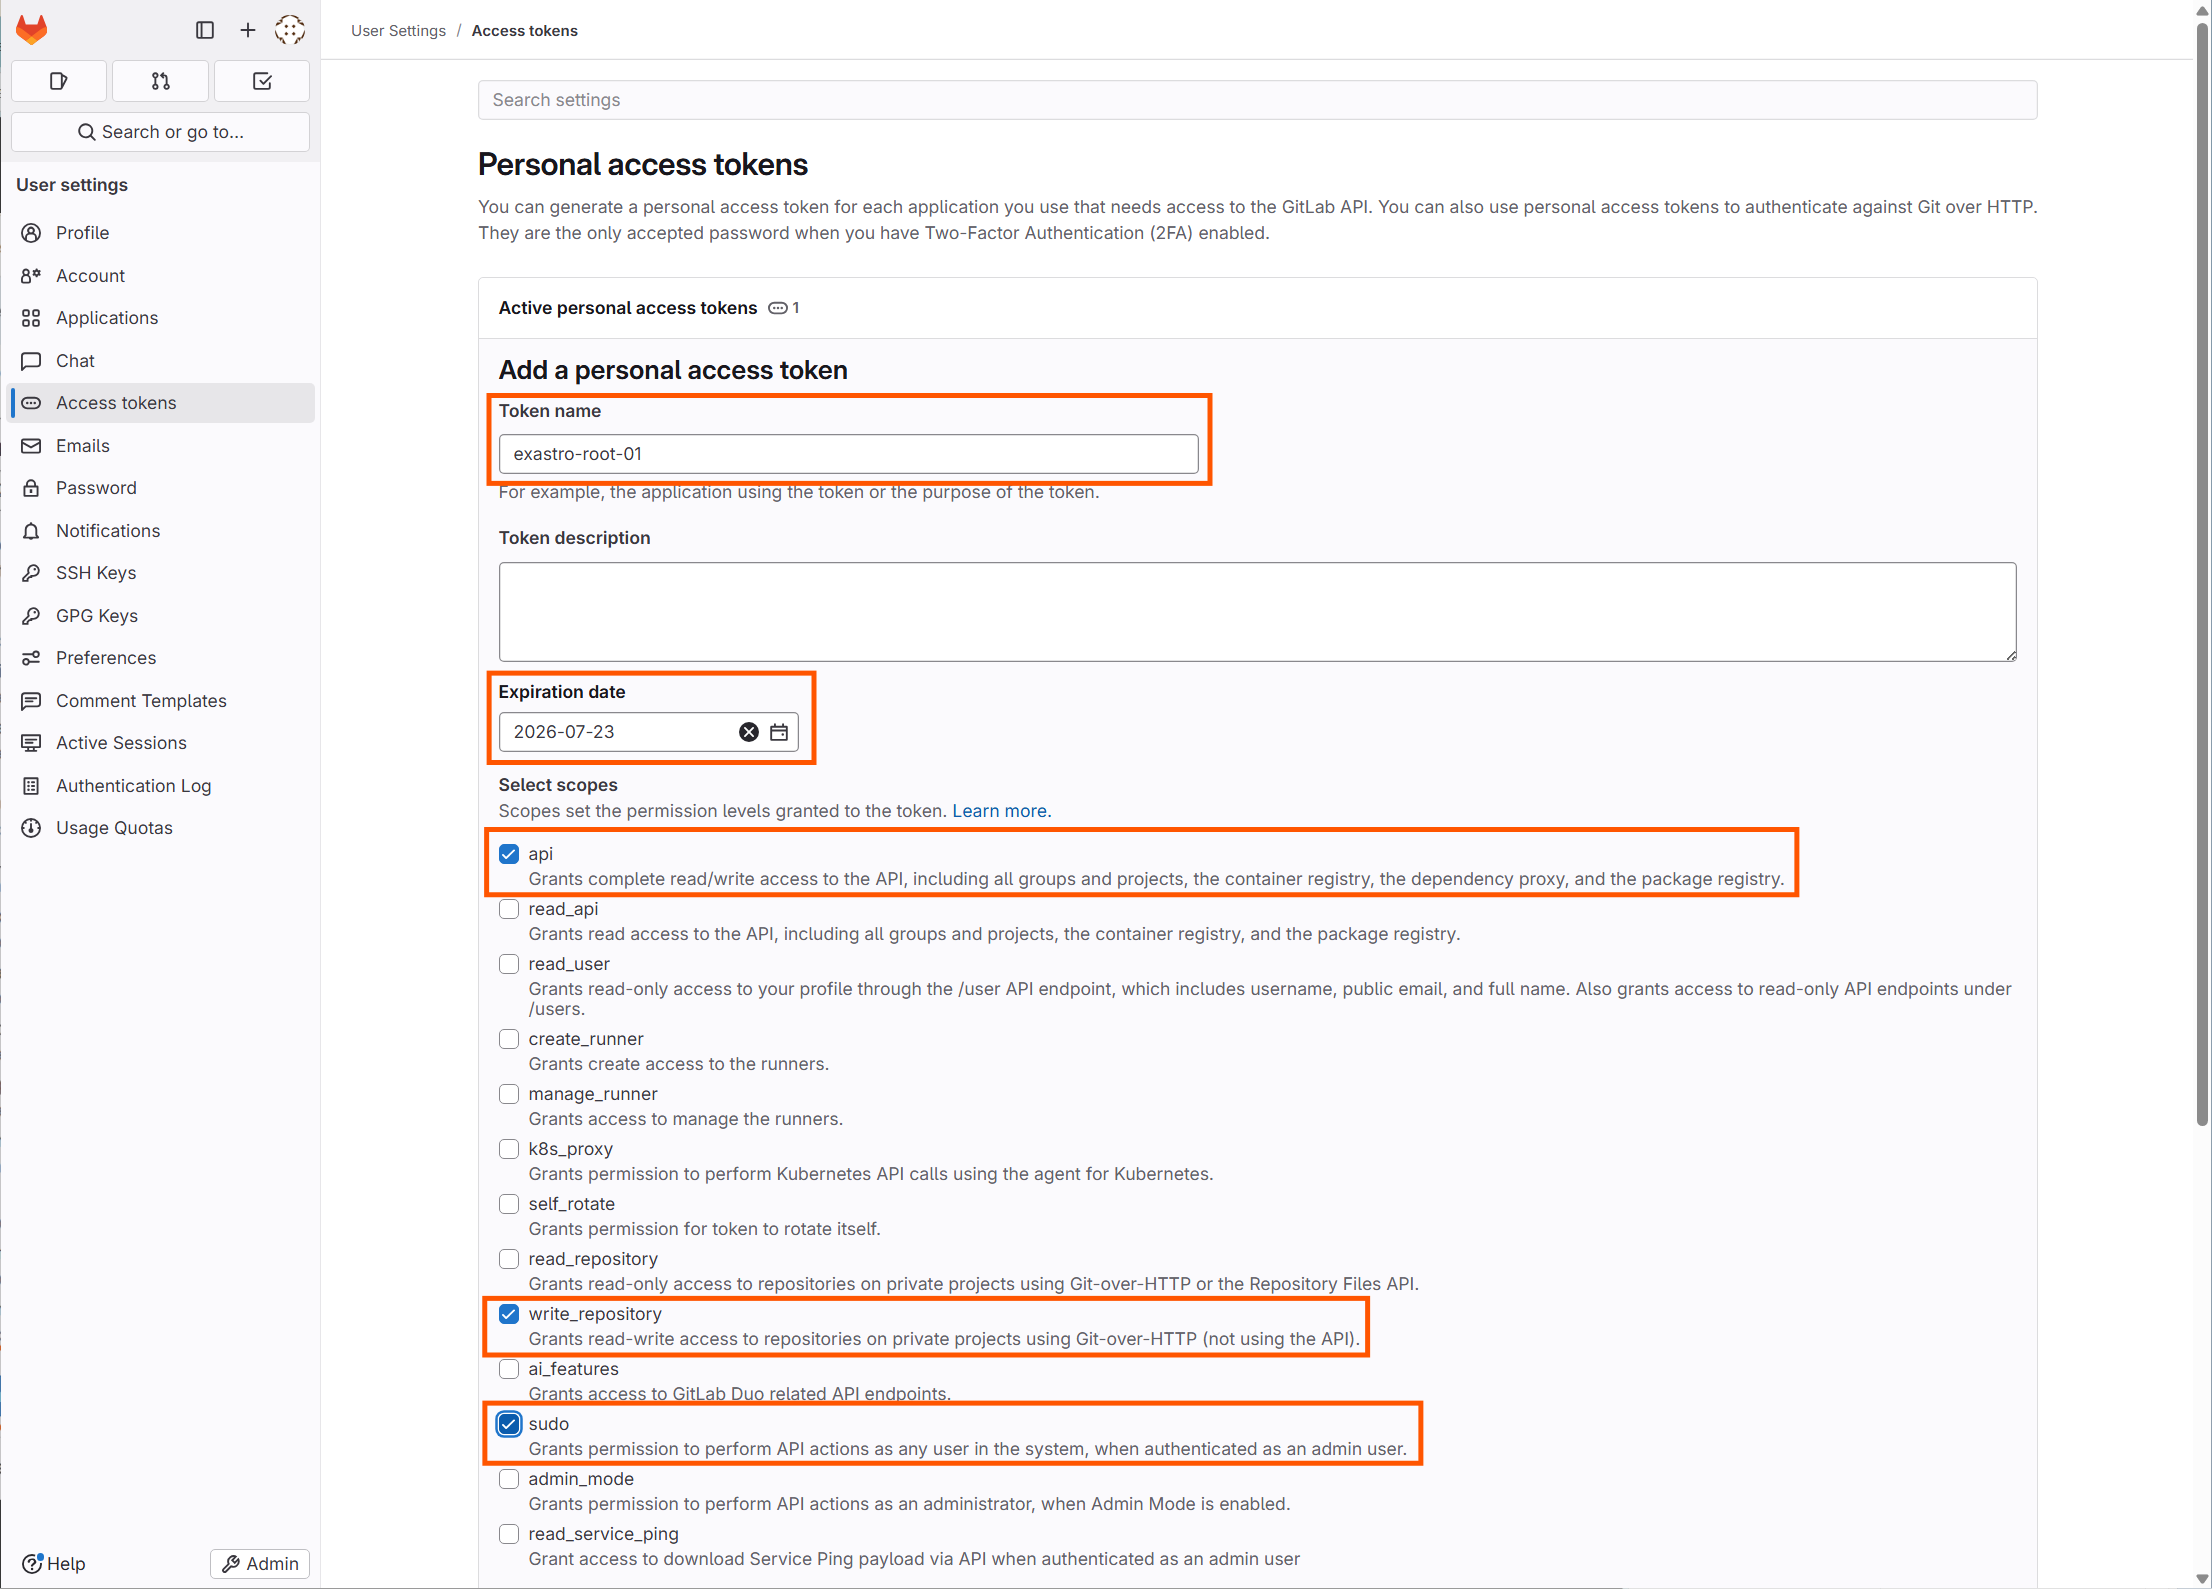 User Settings / Access tokens
Search or go to...
User settings
Profile
Account
Applications
Chat
Access tokens
Emails
Password
Notifications
SSH Keys
GPG Keys
Preferences
Comment Templates
Active Sessions
Authentication Log
Usage Quotas
Help
Admin
Search settings
Personal access tokens
You can generate a personal access token for each application you use that needs access to the GitLab API. You can also use personal access tokens to authenticate against Git over HTTP.
They are the only accepted password when you have Two-Factor Authentication (2FA) enabled.
Active personal access tokens 1
Add a personal access token
Token name
exastro-root-01
For example, the application using the token or the purpose of the token.
Token description
Expiration date
2026-07-23
Select scopes
Scopes set the permission levels granted to the token. Learn more.
api
Grants complete read/write access to the API, including all groups and projects, the container registry, the dependency proxy, and the package registry.
read_api
Grants read access to the API, including all groups and projects, the container registry, and the package registry.
read_user
Grants read-only access to your profile through the /user API endpoint, which includes username, public email, and full name. Also grants access to read-only API endpoints under
/users.
create_runner
Grants create access to the runners.
manage_runner
Grants access to manage the runners.
k8s_proxy
Grants permission to perform Kubernetes API calls using the agent for Kubernetes.
self_rotate
Grants permission for token to rotate itself.
read_repository
Grants read-only access to repositories on private projects using Git-over-HTTP or the Repository Files API.
write_repository
Grants read-write access to repositories on private projects using Git-over-HTTP (not using the API).
ai_features
Grants access to GitLab Duo related API endpoints.
sudo
Grants permission to perform API actions as any user in the system, when authenticated as an admin user.
admin_mode
Grants permission to perform API actions as an administrator, when Admin Mode is enabled.
read_service_ping
Grant access to download Service Ping payload via API when authenticated as an admin user